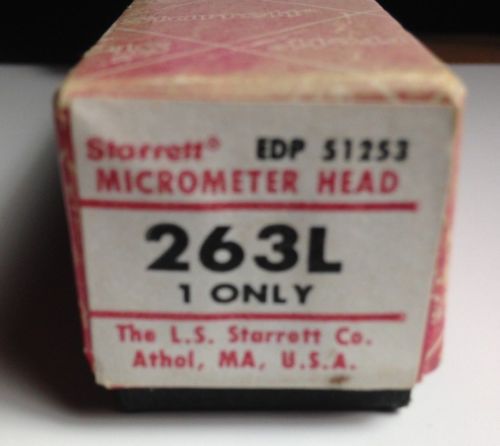 Starrett® EDP 51253
MICROMETER HEAD
263L
1 ONLY
The L.S. Starrett Co.
Athol, MA, U.S.A.